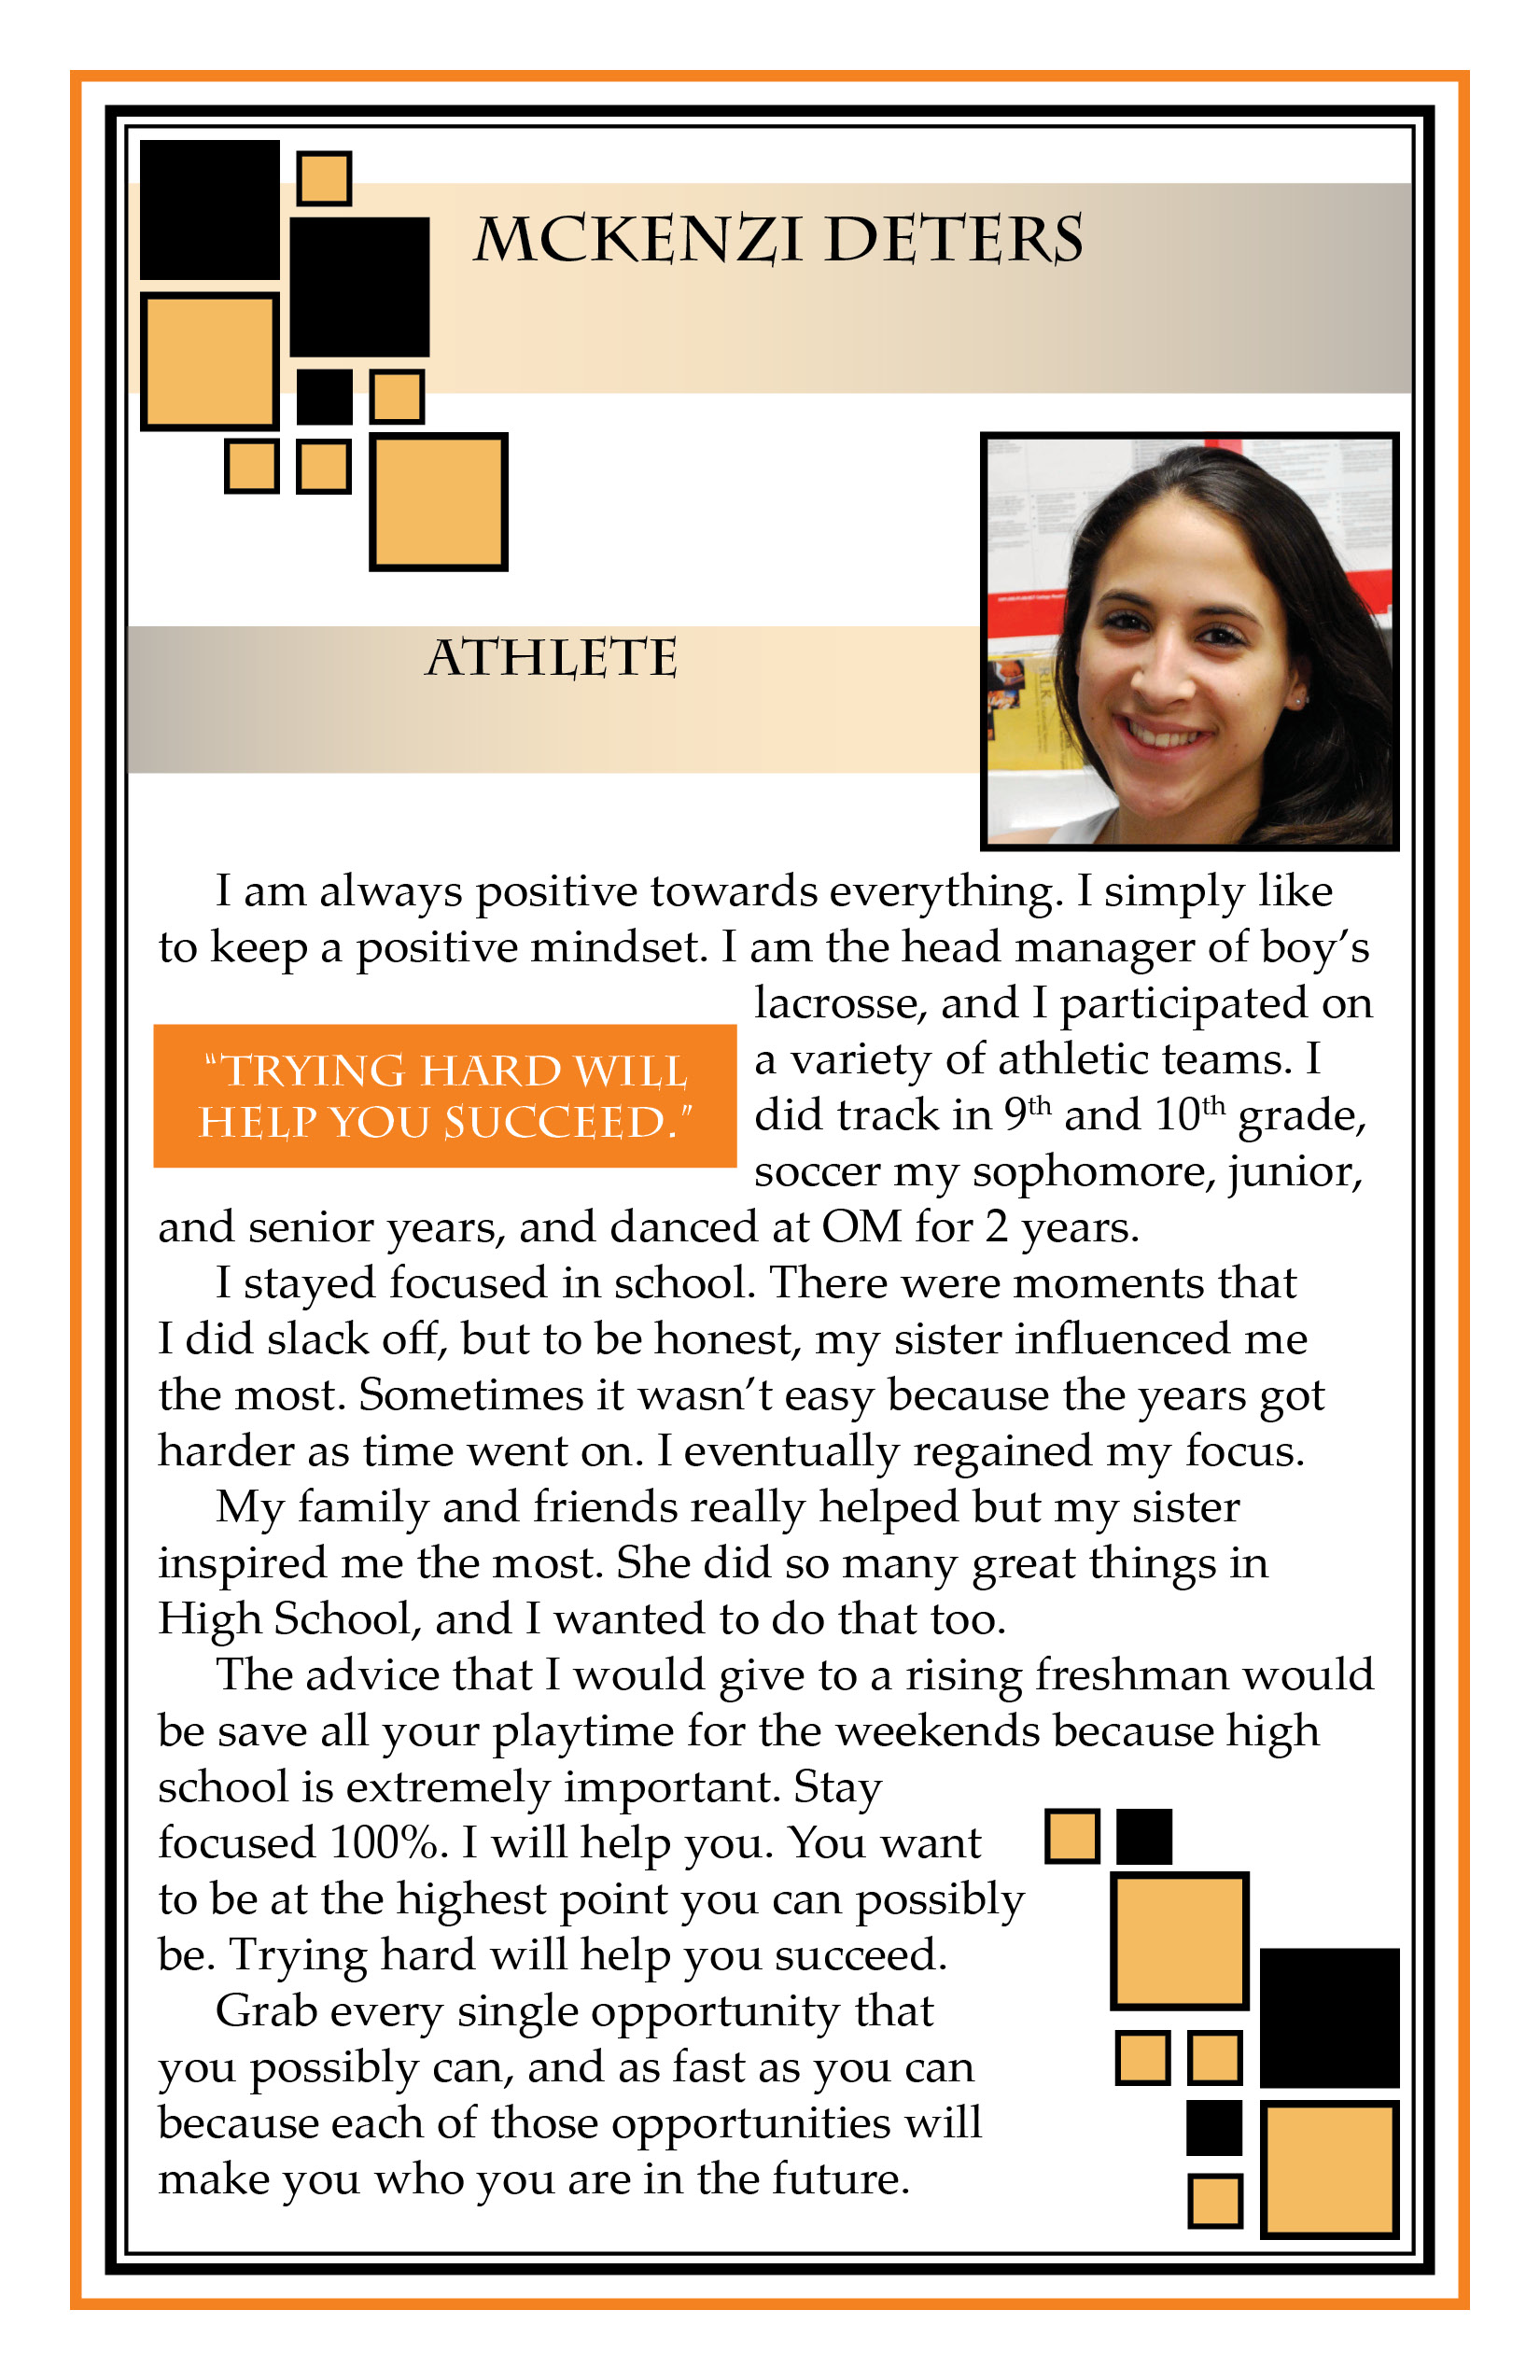 MCKENZI DETERS
ATHLETE
I am always positive towards everything. I simply like
to keep a positive mindset. I am the head manager of boy’s
lacrosse, and I participated on
a variety of athletic teams. I
did track in 9th and 10th grade,
soccer my sophomore, junior,
“TRYING HARD WILL
HELP YOU SUCCEED.”
and senior years, and danced at OM for 2 years.
I stayed focused in school. There were moments that
I did slack off, but to be honest, my sister influenced me
the most. Sometimes it wasn’t easy because the years got
harder as time went on. I eventually regained my focus.
My family and friends really helped but my sister
inspired me the most. She did so many great things in
High School, and I wanted to do that too.
The advice that I would give to a rising freshman would
be save all your playtime for the weekends because high
school is extremely important. Stay
focused 100%. I will help you. You want
to be at the highest point you can possibly
be. Trying hard will help you succeed.
Grab every single opportunity that
you possibly can, and as fast as you can
because each of those opportunities will
make you who you are in the future.